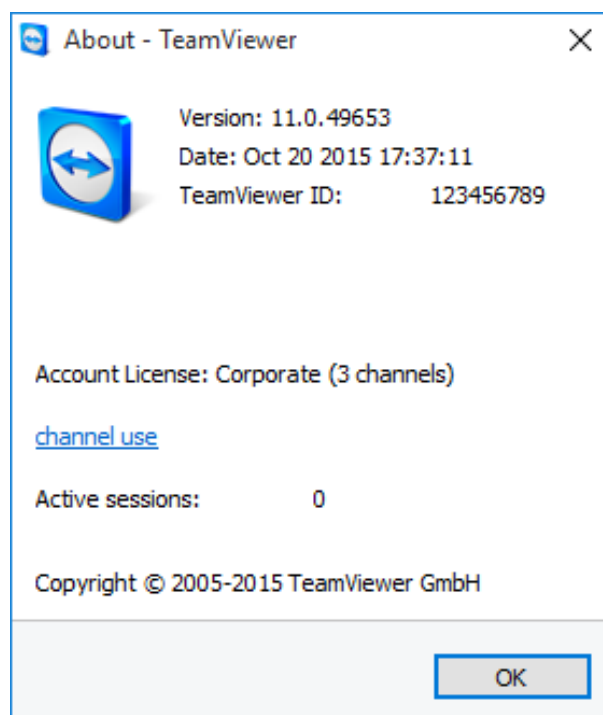 About - TeamViewer
Version: 11.0.49653
Date: Oct 20 2015 17:37:11
TeamViewer ID: 123456789
Account License: Corporate (3 channels)
channel use
Active sessions: 0
Copyright © 2005-2015 TeamViewer GmbH
OK